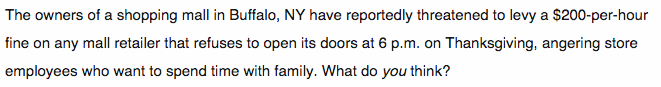 The owners of a shopping mall in Buffalo, NY have reportedly threatened to levy a $200-per-hour
fine on any mall retailer that refuses to open its doors at 6 p.m. on Thanksgiving, angering store
employees who want to spend time with family. What do you think?